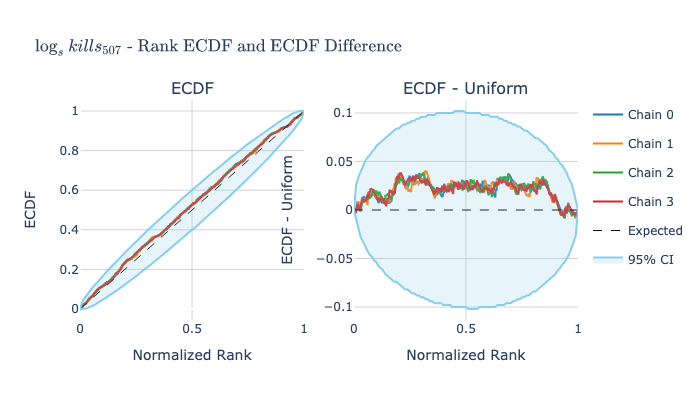 log_s kills_507 - Rank ECDF and ECDF Difference
ECDF
ECDF
1
0.8
0.6
0.4
0.2
0
0
0.5
1
Normalized Rank
ECDF - Uniform
ECDF - Uniform
0.1
0.05
0
−0.05
−0.1
0
0.5
1
Normalized Rank
Chain 0
Chain 1
Chain 2
Chain 3
Expected
95% CI